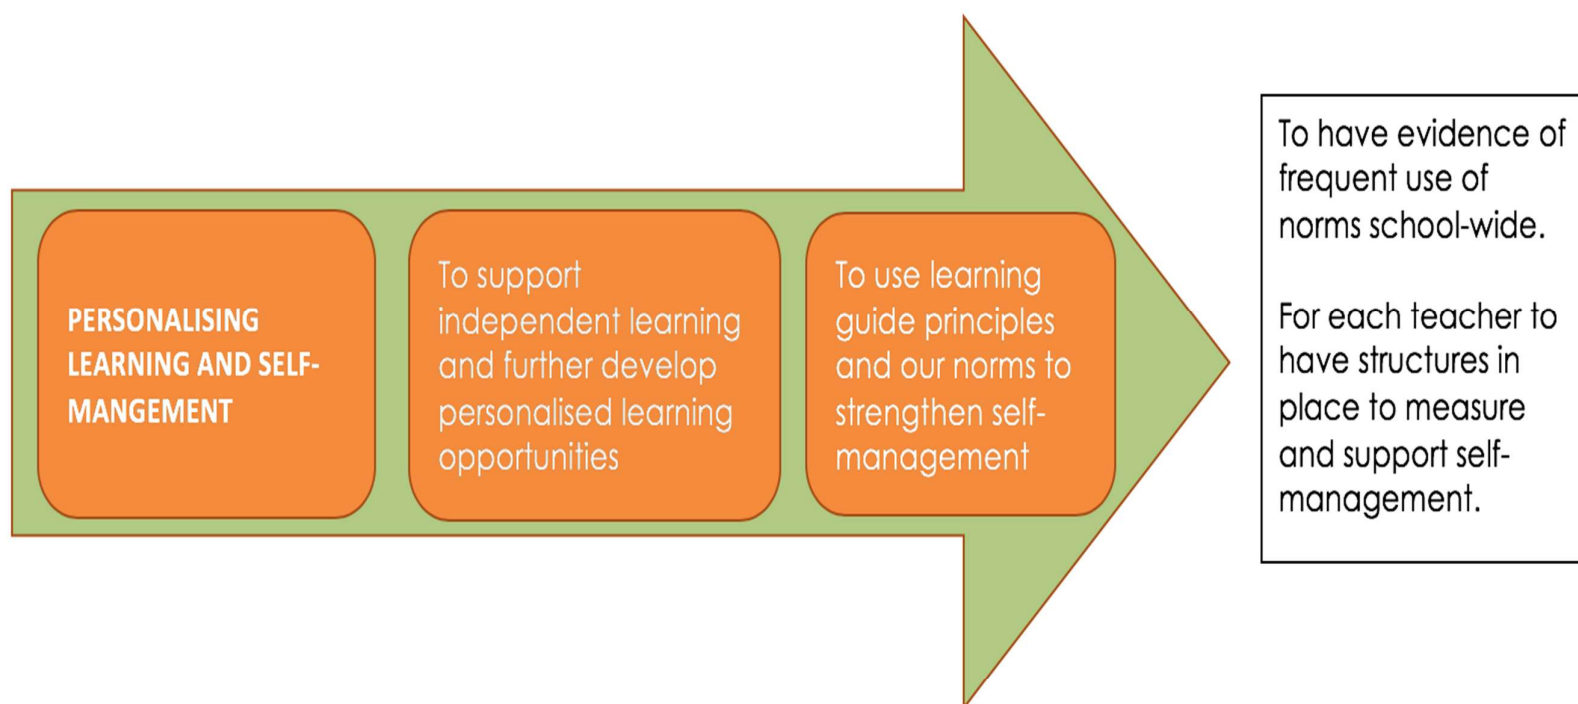 PERSONALISING
LEARNING AND SELF-
MANGEMENT
To support
independent learning
and further develop
personalised learning
opportunities
To use learning
guide principles
and our norms to
strengthen self-
management
To have evidence of
frequent use of
norms school-wide.
For each teacher to
have structures in
place to measure
and support self-
management.